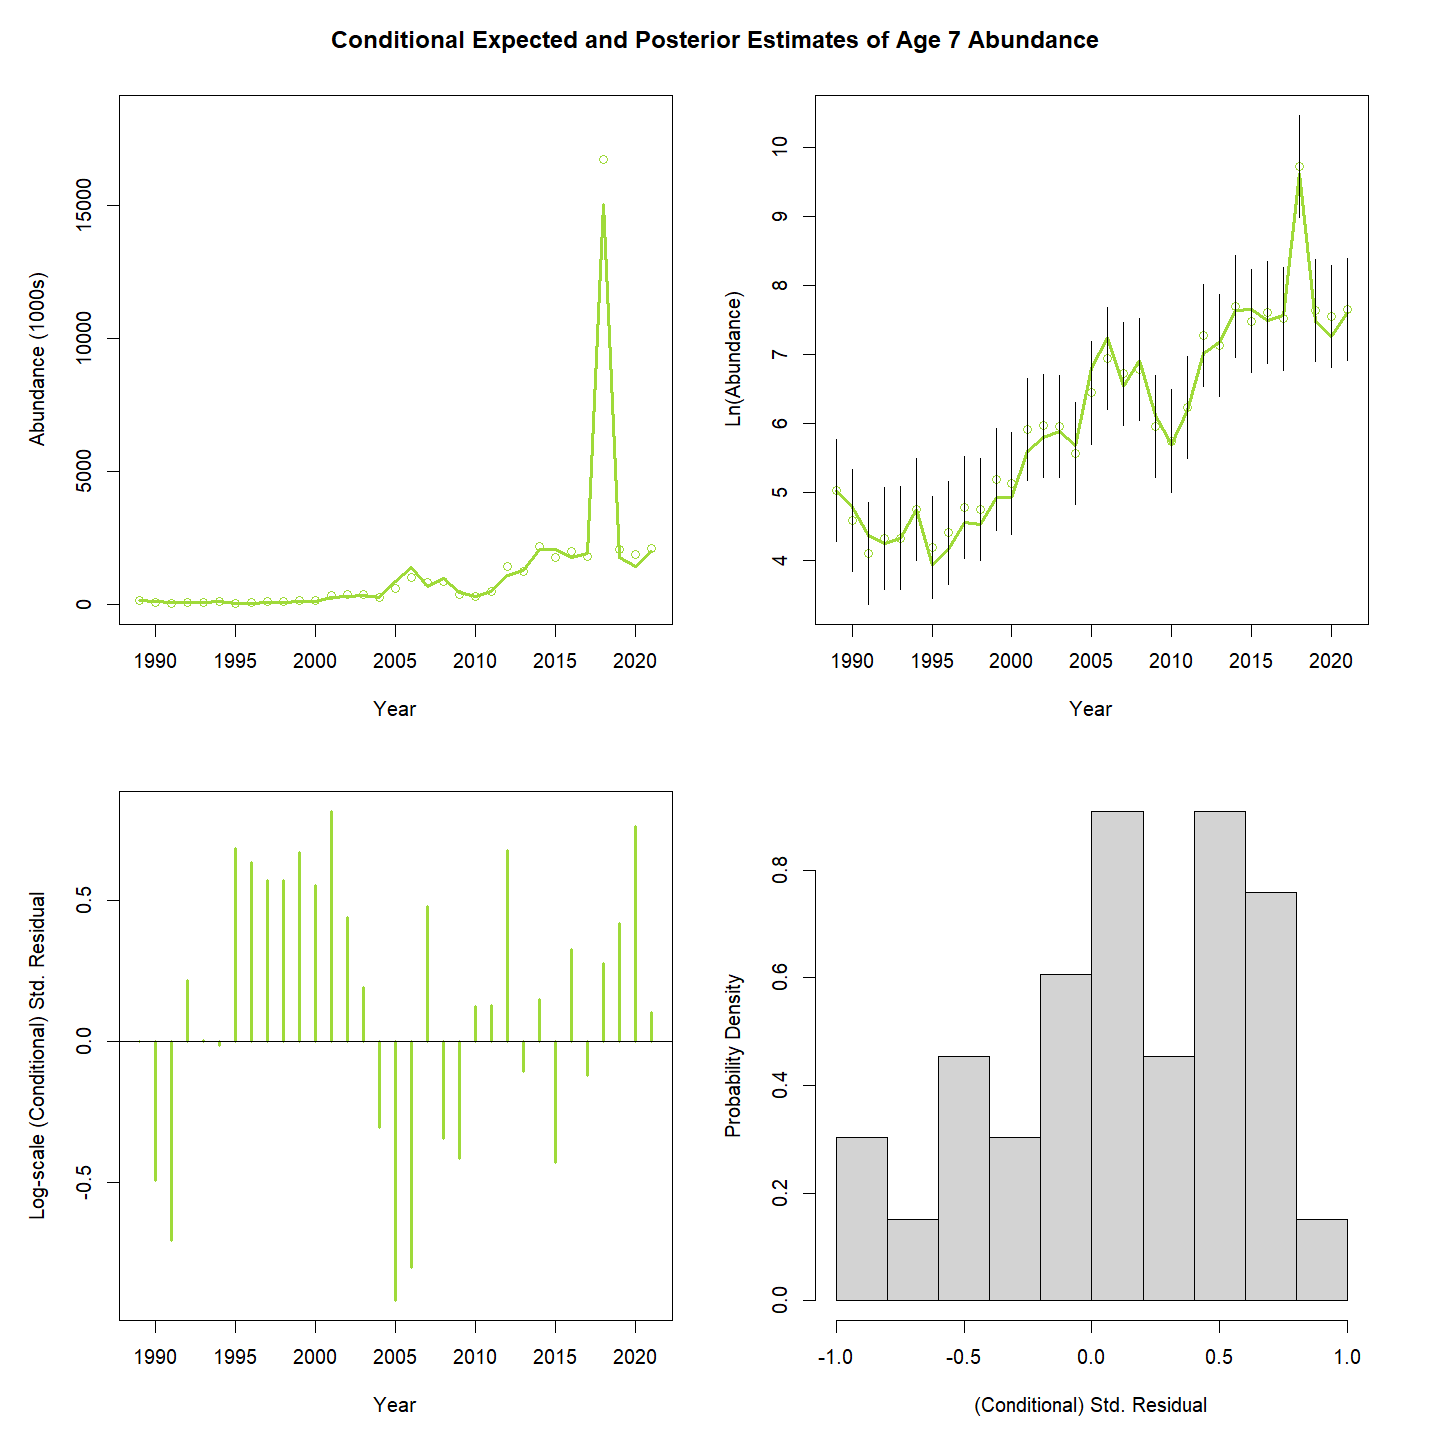 Conditional Expected and Posterior Estimates of Age 7 Abundance
Abundance (1000s)
15000
10000
5000
0
1990 1995 2000 2005 2010 2015 2020
Year
Ln(Abundance)
10
9
8
7
6
5
4
1990 1995 2000 2005 2010 2015 2020
Year
Log-scale (Conditional) Std. Residual
0.5
0.0
-0.5
1990 1995 2000 2005 2010 2015 2020
Year
Probability Density
0.8
0.6
0.4
0.2
0.0
-1.0 -0.5 0.0 0.5 1.0
(Conditional) Std. Residual